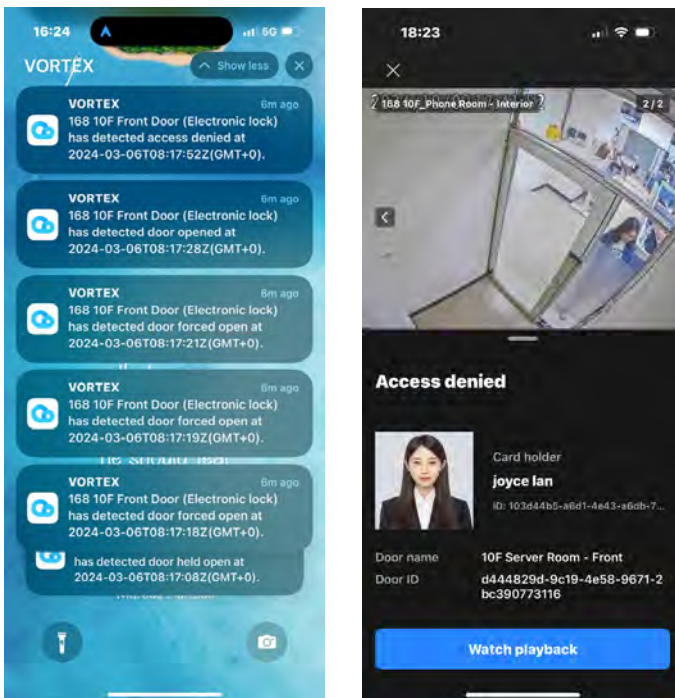 16:24
5G
VORTEX
Show less
VORTEX
6m ago
168 10F Front Door (Electronic lock)
has detected access denied at
2024-03-06T08:17:52Z(GMT+0).
VORTEX
6m ago
168 10F Front Door (Electronic lock)
has detected door opened at
2024-03-06T08:17:28Z(GMT+0).
VORTEX
6m ago
168 10F Front Door (Electronic lock)
has detected door forced open at
2024-03-06T08:17:21Z(GMT+0).
VORTEX
6m ago
168 10F Front Door (Electronic lock)
has detected door forced open at
2024-03-06T08:17:19Z(GMT+0).
VORTEX
6m ago
168 10F Front Door (Electronic lock)
has detected door forced open at
2024-03-06T08:17:18Z(GMT+0).
has detected door held open at
2024-03-06T08:17:08Z(GMT+0).
18:23
168 10F_Phone Room - Interior
2/2
Access denied
Card holder
joyce lan
ID: 103d44b5-a6d1-4e43-a6db-7...
Door name
10F Server Room - Front
Door ID
d444829d-9c19-4e58-9671-2
bc390773116
Watch playback